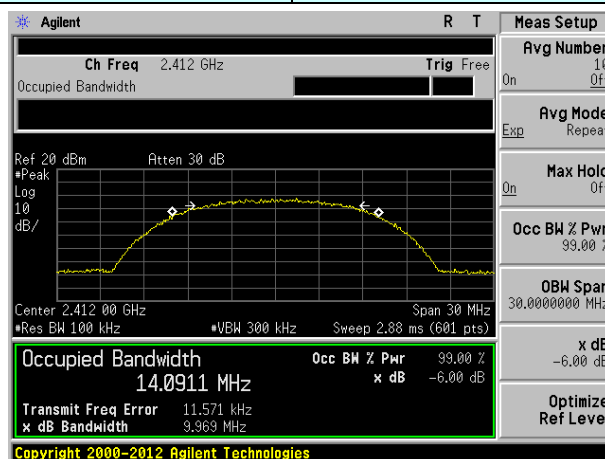 Agilent R T
Ch Freq 2.412 GHz Trig Free
Occupied Bandwidth
Ref 20 dBm Atten 30 dB
#Peak
Log
10
dB/
Center 2.412 00 GHz Span 30 MHz
#Res BW 100 kHz #VBW 300 kHz Sweep 2.88 ms (601 pts)
Occupied Bandwidth Occ BW % Pwr 99.00 %
14.0911 MHz x dB -6.00 dB
Transmit Freq Error 11.571 kHz
x dB Bandwidth 9.969 MHz
Copyright 2000-2012 Agilent Technologies
Meas Setup
Avg Number
10
On Of
Avg Mode
Exp Repea
Max Hold
On Of
Occ BW % Pwr
99.00 %
OBW Span
30.0000000 MHz
x dB
-6.00 dB
Optimize
Ref Leve